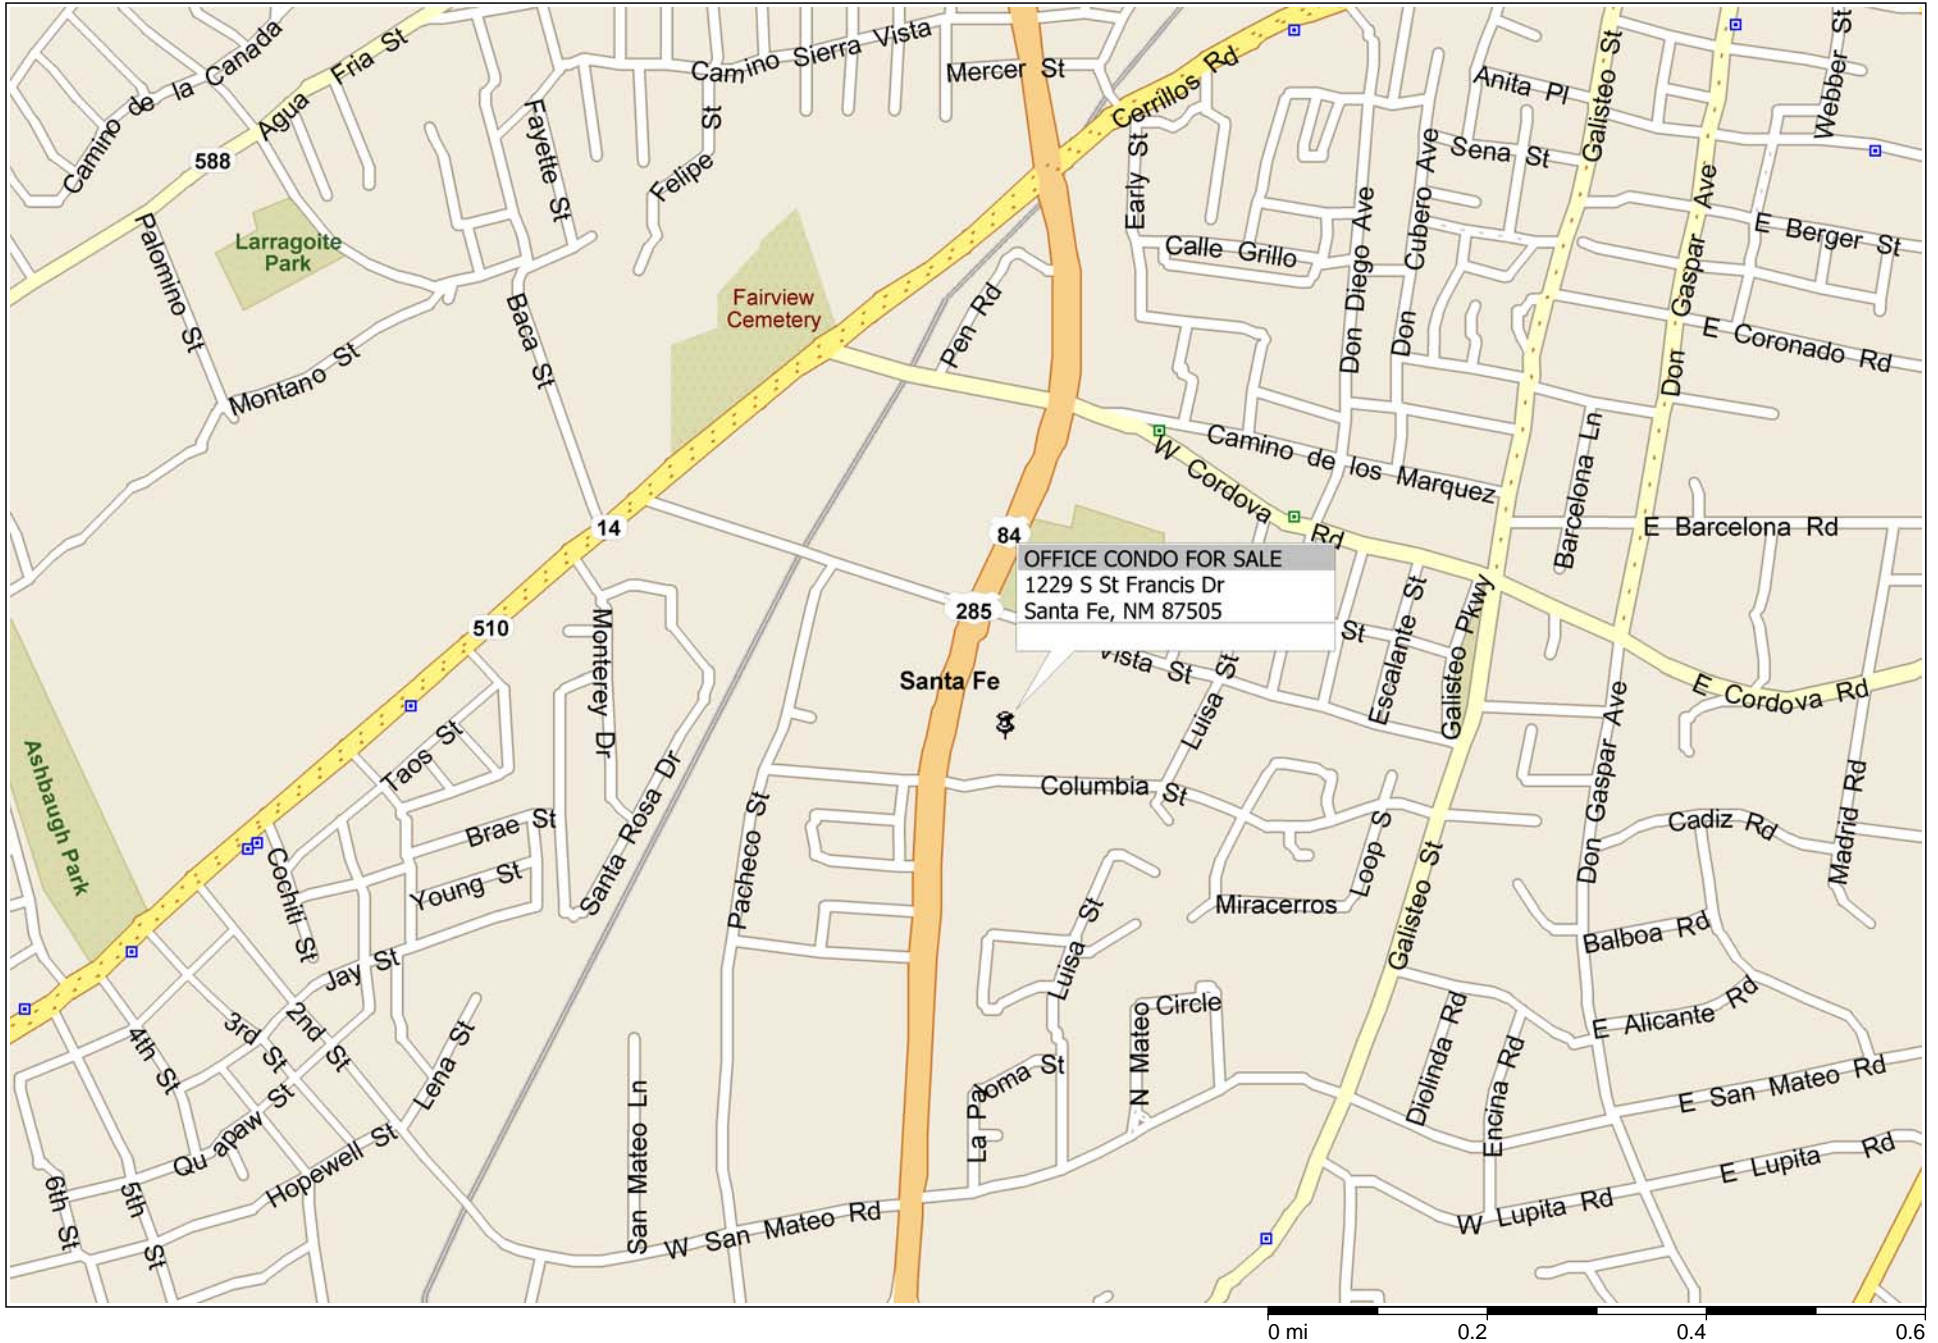 Camino de la Canada
Agua Fria St
588
Larragoite
Park
Palomino St
Montano St
Fayette St
Baca St
Felipe St
Camino Sierra Vista
Mercer St
Cerrillos Rd
Fairview
Cemetery
Pen Rd
Early St
Calle Grillo
Don Diego Ave
Don Cubero Ave
Anita Pl
Sena St
Galisteo St
Don Gaspar Ave
Webber St
E Berger St
E Coronado Rd
Camino de los Marquez
W Cordova Rd
Barcelona Ln
E Barcelona Rd
14
510
84
285
OFFICE CONDO FOR SALE
1229 S St Francis Dr
Santa Fe, NM 87505
St
Vista St
Santa Fe
Luisa St
Escalante St
Galisteo Pkwy
E Cordova Rd
Don Gaspar Ave
Madrid Rd
Cadiz Rd
Ashbaugh Park
Monterey Dr
Taos St
Brae St
Young St
Santa Rosa Dr
Cochiti St
Jay St
Pacheco St
Columbia St
Miracerros Loop S
Galisteo St
Balboa Rd
E Alicante Rd
Luisa St
N Mateo Circle
La Paloma St
Diolinda Rd
Encina Rd
E San Mateo Rd
E Lupita Rd
W Lupita Rd
4th St
3rd St
2nd St
Lena St
Quapaw St
Hopewell St
6th St
5th St
San Mateo Ln
W San Mateo Rd
0 mi 0.2 0.4 0.6